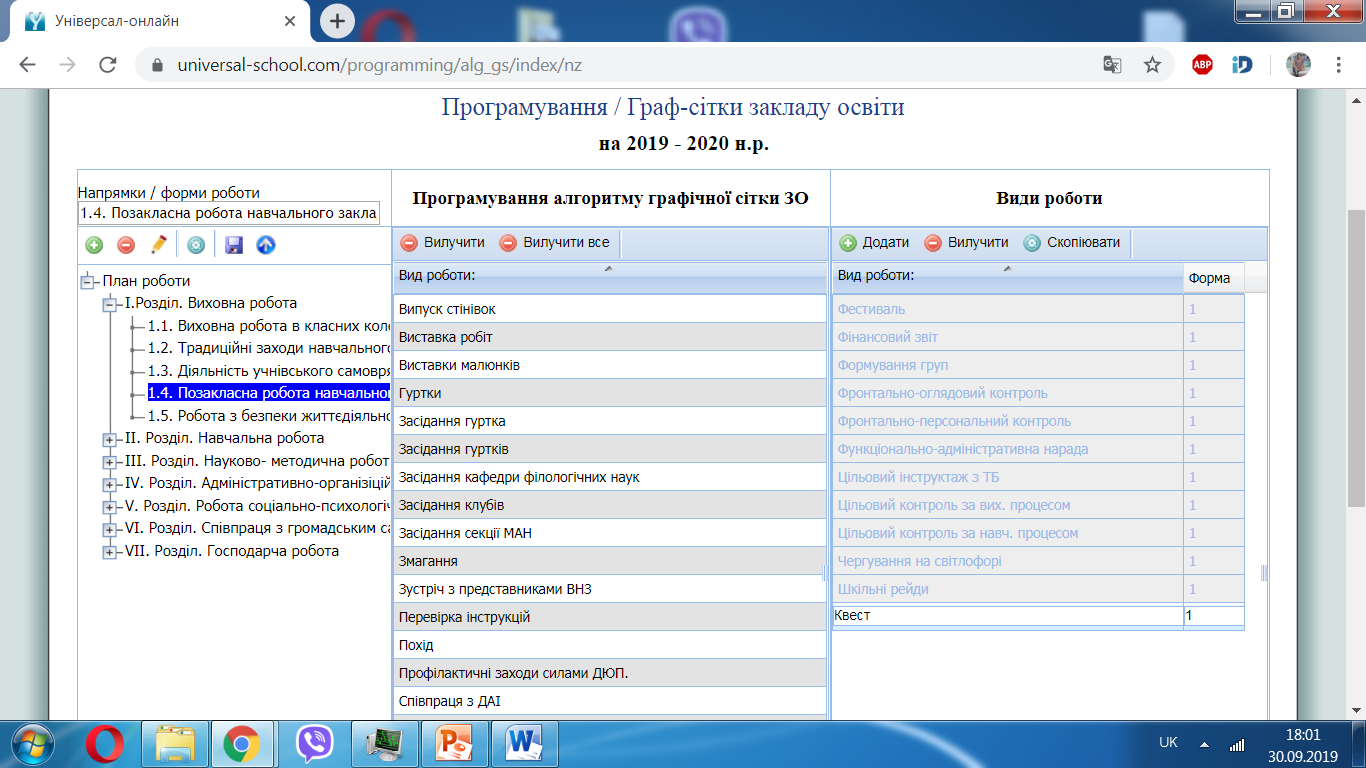 Універсал-онлайн
universal-school.com/programming/alg_gs/index/nz
ABP
Програмування / Граф-сітки закладу освіти
на 2019 - 2020 н.р.
Напрямки / форми роботи
1.4. Позакласна робота навчального закла
Програмування алгоритму графічної сітки ЗО
Види роботи
Вилучити
Вилучити все
Додати
Вилучити
Скопіювати
План роботи
І.Розділ. Виховна робота
1.1. Виховна робота в класних коле
1.2. Традиційні заходи навчального
1.3. Діяльність учнівського самовря
1.4. Позакласна робота навчального
1.5. Робота з безпеки життєдіяльно
ІІ. Розділ. Навчальна робота
ІІІ. Розділ. Науково- методична робот
IV. Розділ. Адміністративно-організіцій
V. Розділ. Робота соціально-психологіч
VI. Розділ. Співпраця з громадським са
VII. Розділ. Господарча робота
Вид роботи:
Випуск стінівок
Виставка робіт
Виставки малюнків
Гуртки
Засідання гуртка
Засідання гуртків
Засідання кафедри філологічних наук
Засідання клубів
Засідання секції МАН
Змагання
Зустріч з представниками ВНЗ
Перевірка інструкцій
Похід
Профілактичні заходи силами ДЮП.
Співпраця з ДАІ
Вид роботи: Форма
Фестиваль 1
Фінансовий звіт 1
Формування груп 1
Фронтально-оглядовий контроль 1
Фронтально-персональний контроль 1
Функціонально-адміністративна нарада 1
Цільовий інструктаж з ТБ 1
Цільовий контроль за вих. процесом 1
Цільовий контроль за навч. процесом 1
Чергування на світлофорі 1
Шкільні рейди 1
Квест 1
UK
18:01
30.09.2019